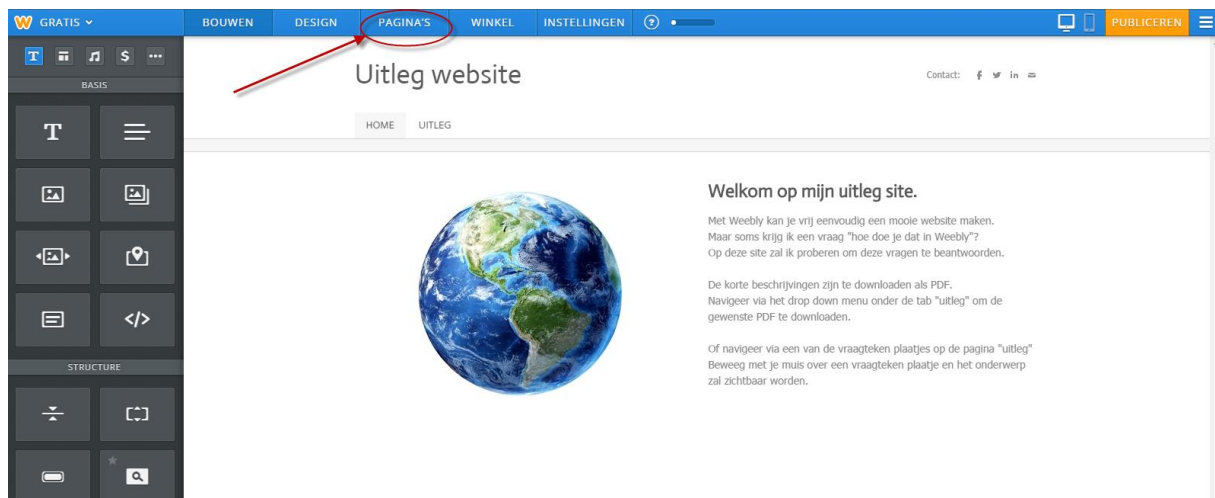 GRATIS
BOUWEN DESIGN PAGINA'S WINKEL INSTELLINGEN ? PUBLICEREN
T $
BASIS
T
</>
STRUCTURE
Uitleg website
Contact: f in
HOME UITLEG
Welkom op mijn uitleg site.
Met Weebly kan je vrij eenvoudig een mooie website maken.
Maar soms krijg ik een vraag "hoe doe je dat in Weebly"?
Op deze site zal ik proberen om deze vragen te beantwoorden.
De korte beschrijvingen zijn te downloaden als PDF.
Navigeer via het drop down menu onder de tab "uitleg" om de
gewenste PDF te downloaden.
Of navigeer via een van de vraagteken plaatjes op de pagina "uitleg"
Beweeg met je muis over een vraagteken plaatje en het onderwerp
zal zichtbaar worden.